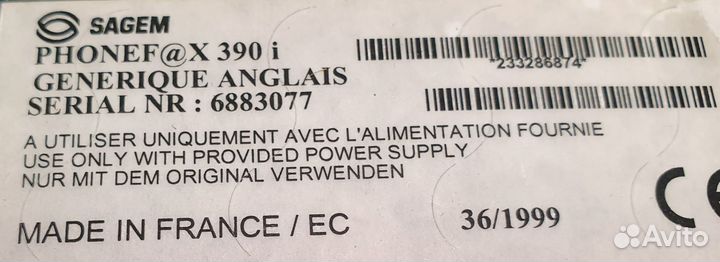 SAGEM
PHONEF@X 390 i
GENERIQUE ANGLAIS
SERIAL NR : 6883077
*233286874*
A UTILISER UNIQUEMENT AVEC L'ALIMENTATION FOURNIE
USE ONLY WITH PROVIDED POWER SUPPLY
NUR MIT DEM ORIGINAL VERWENDEN
MADE IN FRANCE / EC 36/1999
CE
Avito